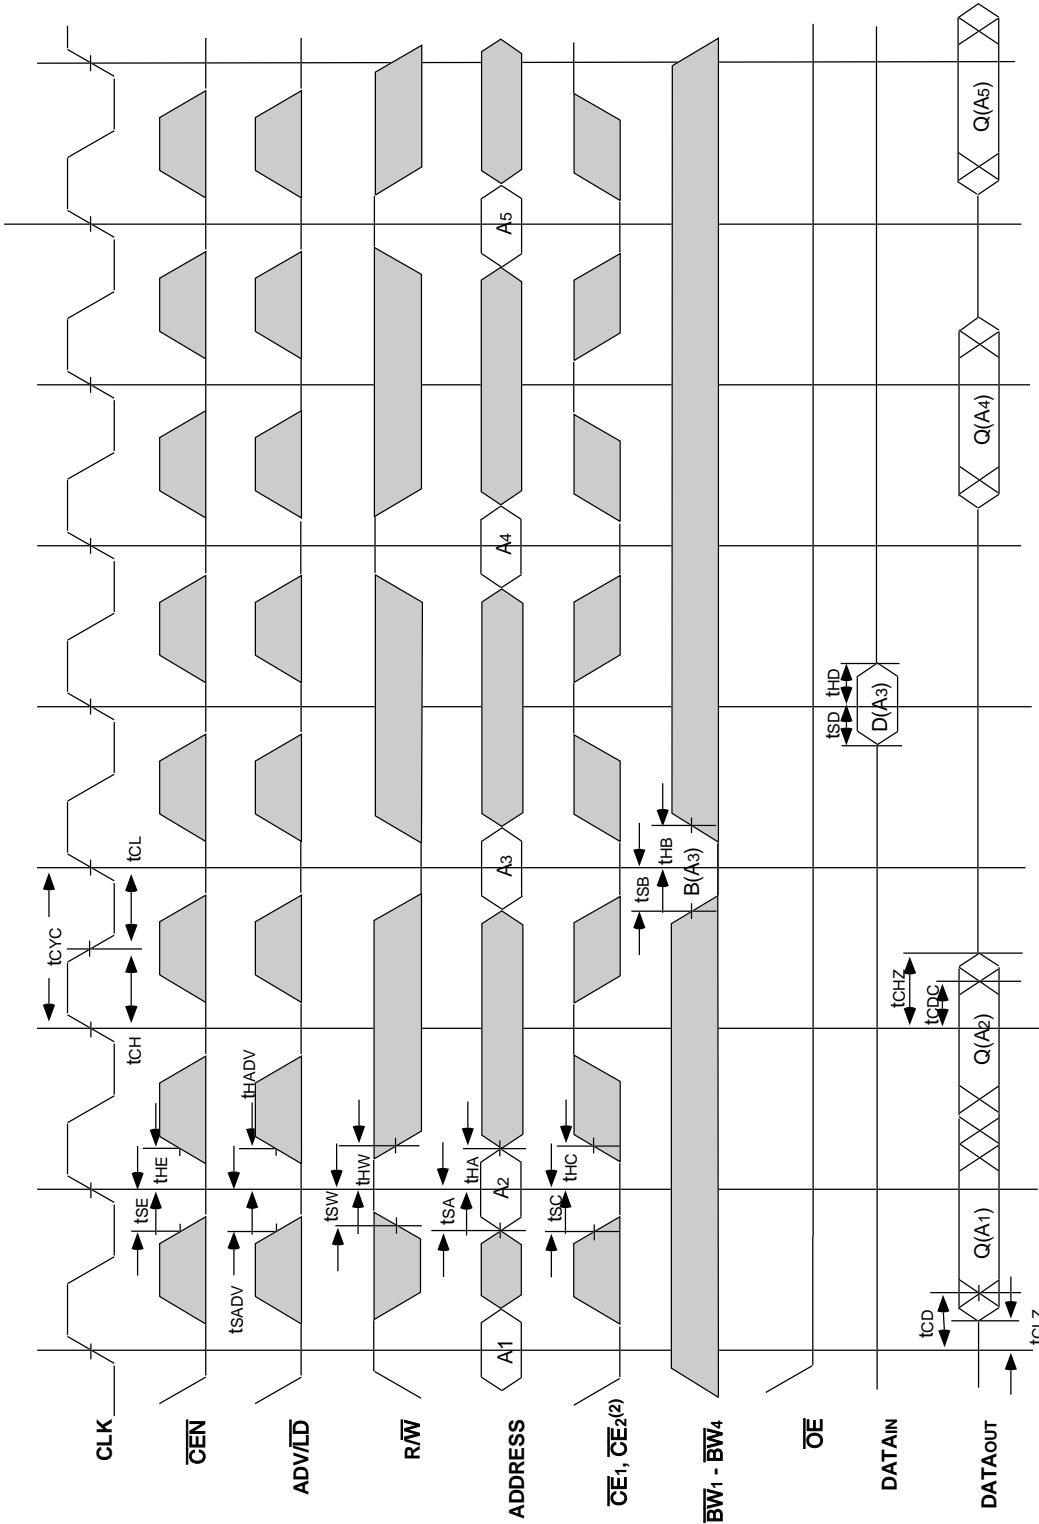 CLK
tCYC
tCH
tCL
CEN
tSE
tHE
ADV/LD
tSADV
tHADV
R/W
tSW
tHW
ADDRESS
A1
tSA
tHA
A2
A3
A4
A5
CE1, CE2(2)
tSC
tHC
BW1 - BW4
tSB
tHB
B(A3)
OE
DATAIN
tSD
tHD
D(A3)
DATAOUT
tCD
tCLZ
Q(A1)
Q(A2)
tCHZ
tCDC
Q(A4)
Q(A5)